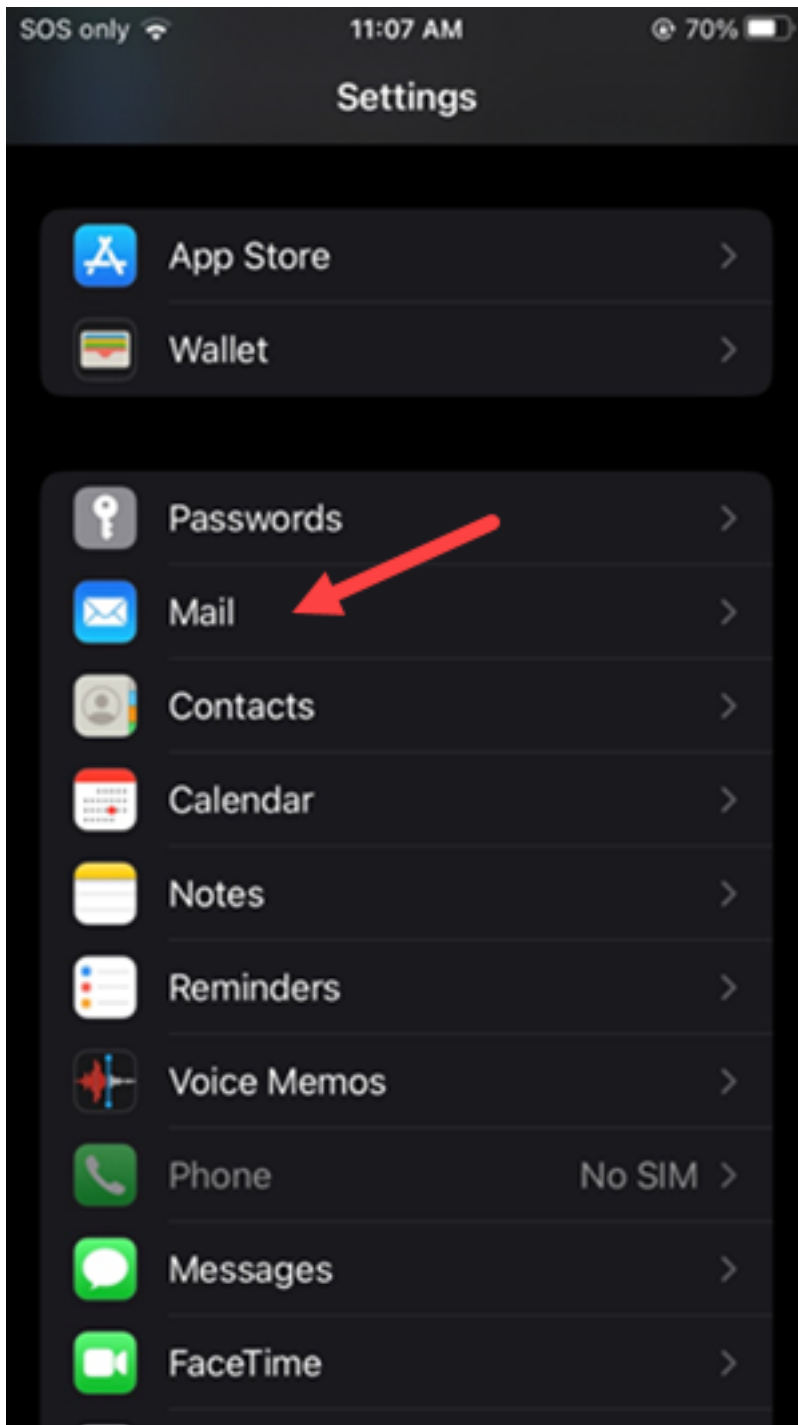 SOS only 11:07 AM 70%
Settings
App Store
Wallet
Passwords
Mail
Contacts
Calendar
Notes
Reminders
Voice Memos
Phone No SIM
Messages
FaceTime